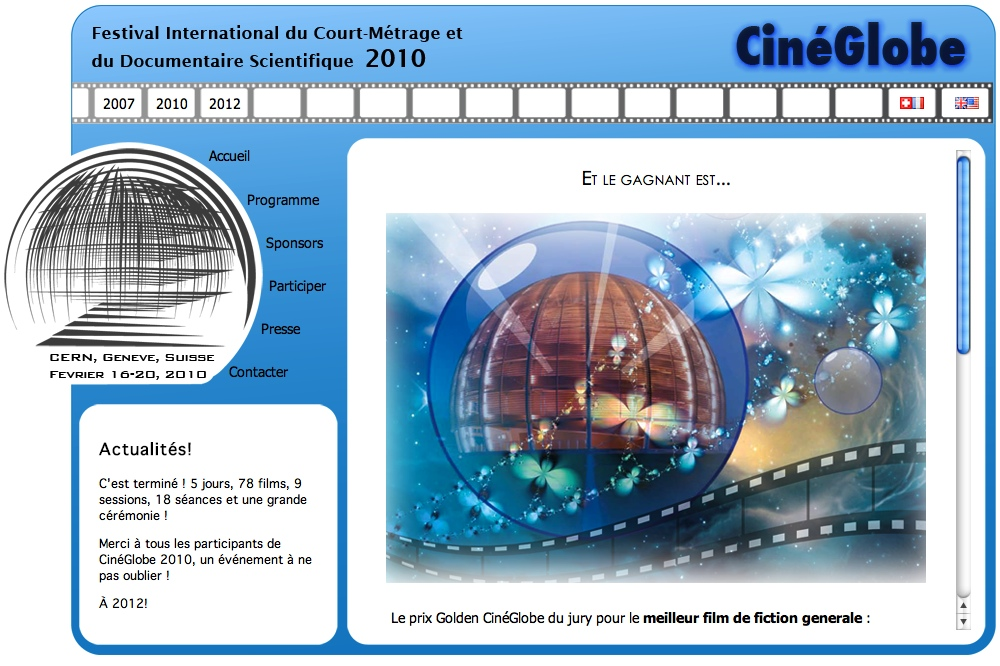 Festival International du Court-Métrage et
du Documentaire Scientifique 2010
CinéGlobe
2007 2010 2012
Accueil
Programme
Sponsors
Participer
Presse
Contacter
CERN, Geneve, Suisse
Fevrier 16-20, 2010
Actualités!
C'est terminé ! 5 jours, 78 films, 9
sessions, 18 séances et une grande
cérémonie !
Merci à tous les participants de
CinéGlobe 2010, un événement à ne
pas oublier !
À 2012!
Et le gagnant est...
Le prix Golden CinéGlobe du jury pour le meilleur film de fiction generale :